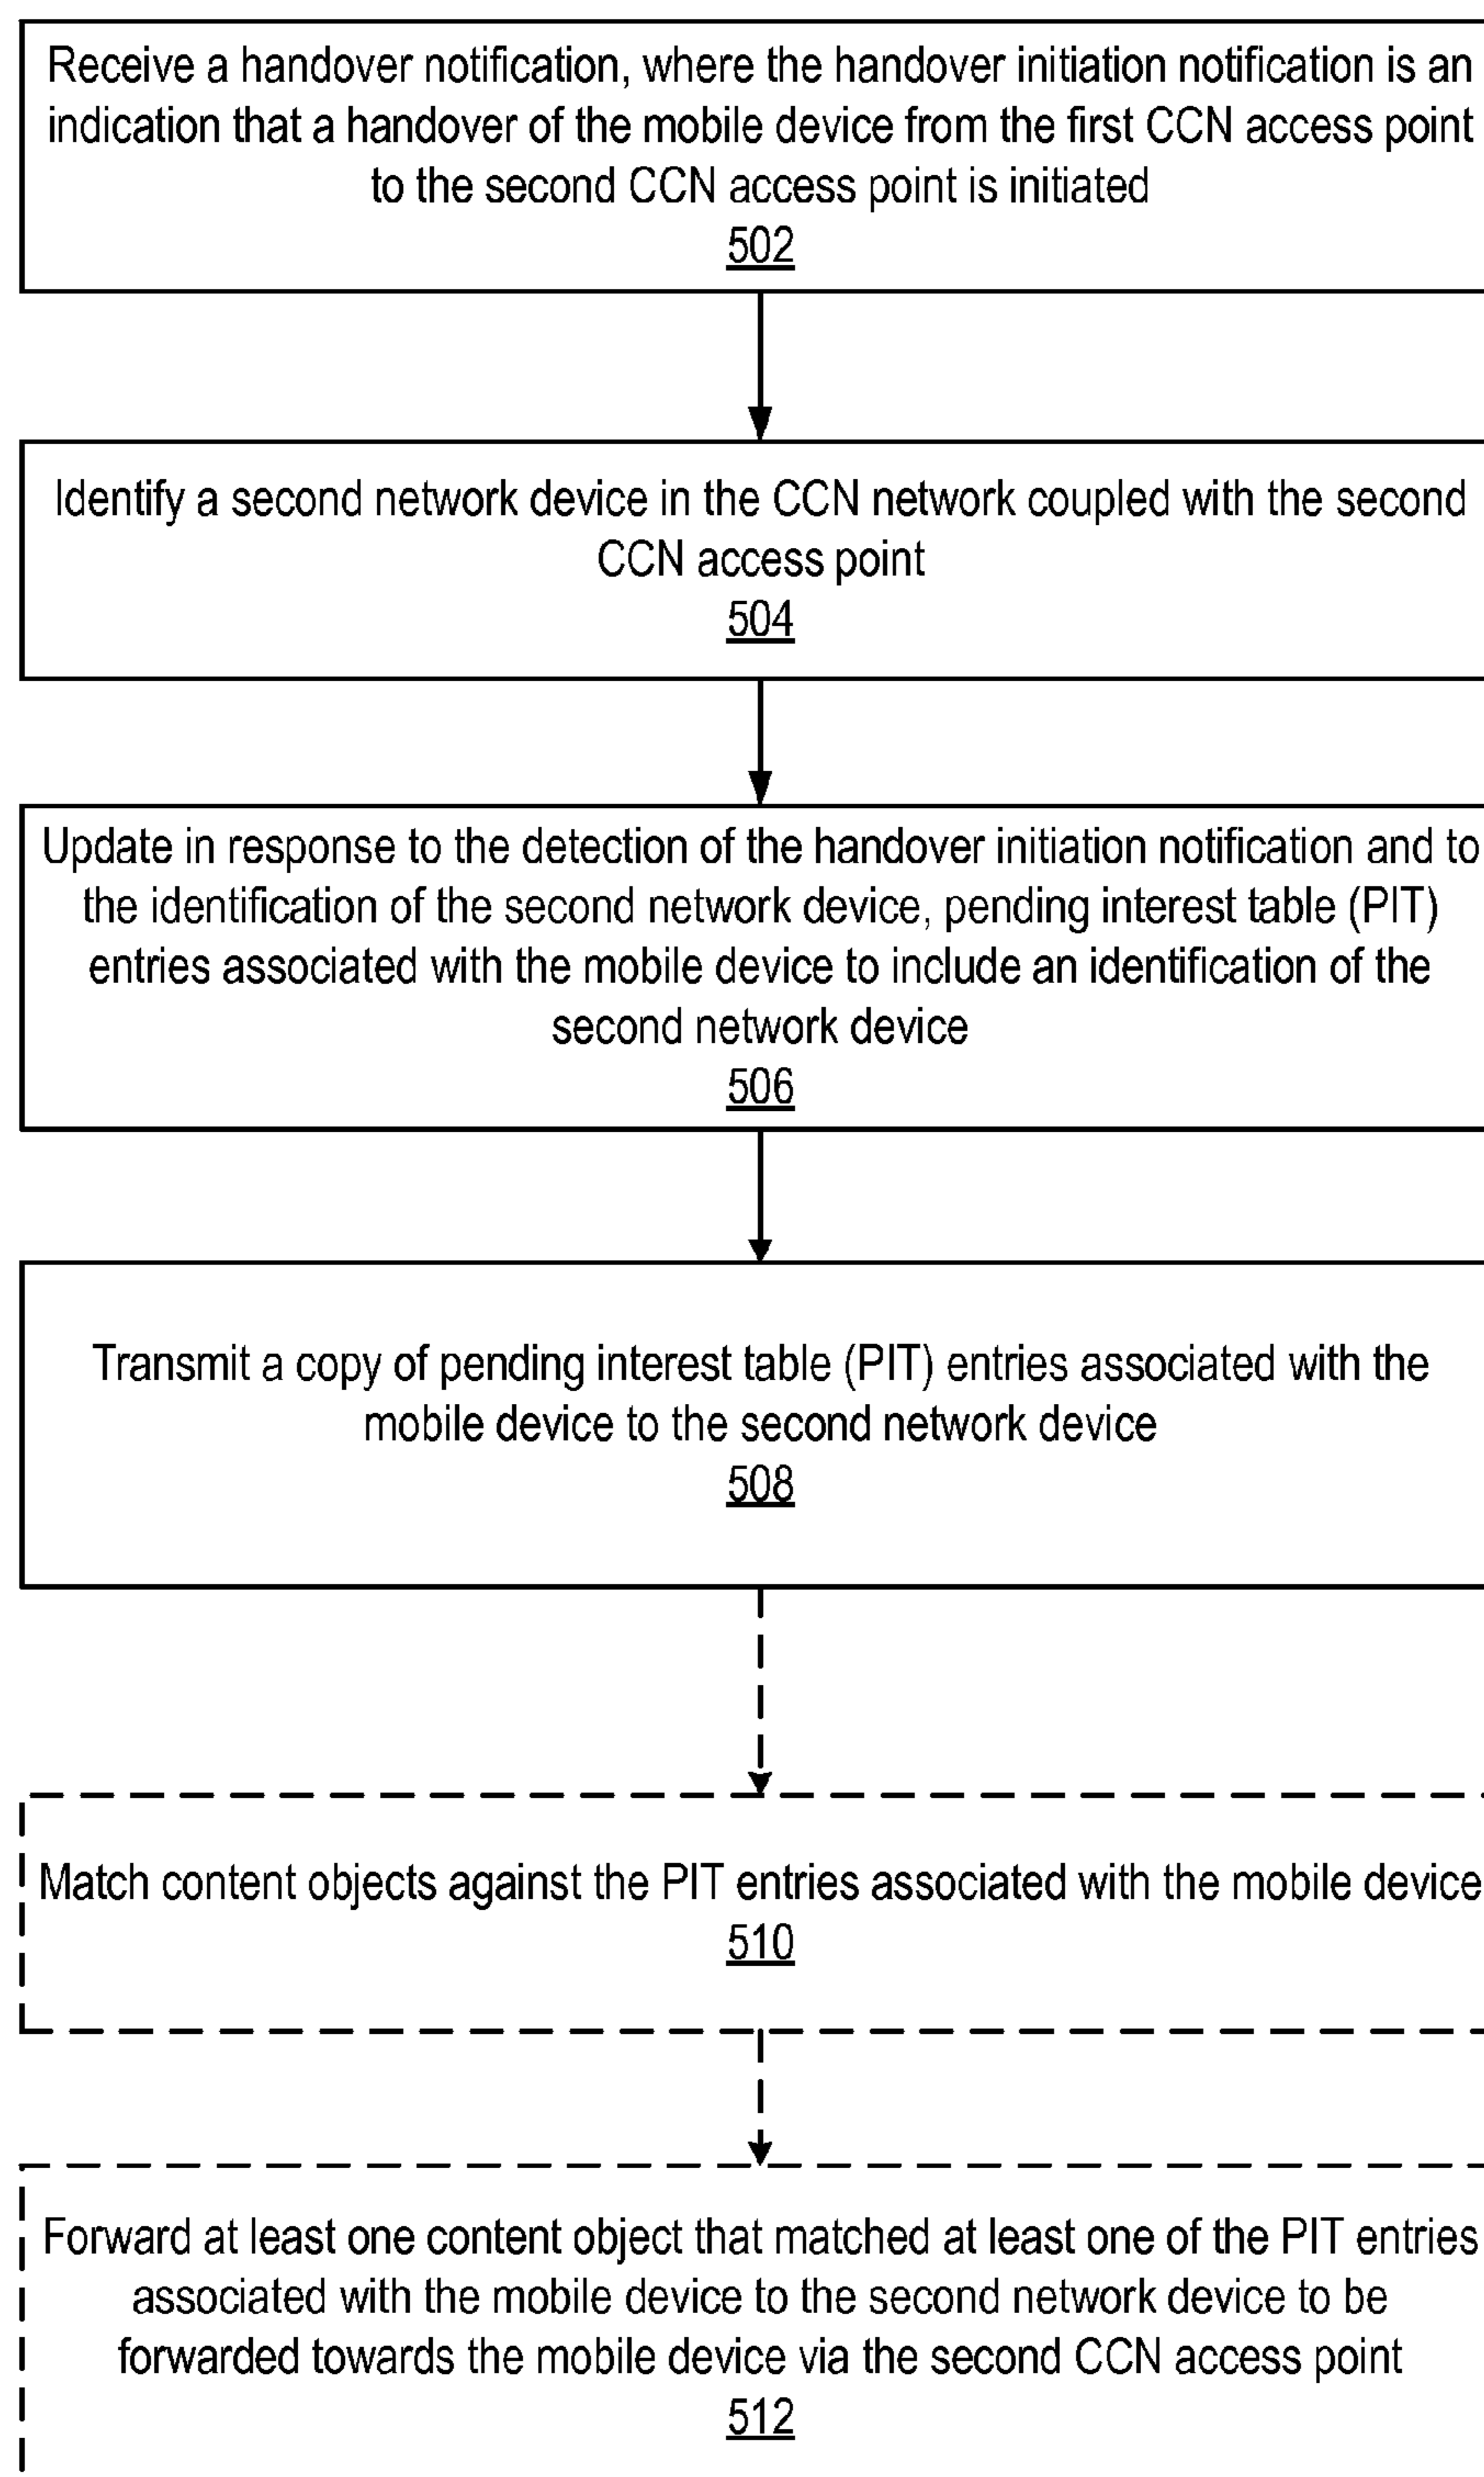 Receive a handover notification, where the handover initiation notification is an
indication that a handover of the mobile device from the first CCN access point
to the second CCN access point is initiated
502
Identify a second network device in the CCN network coupled with the second
CCN access point
504
Update in response to the detection of the handover initiation notification and to
the identification of the second network device, pending interest table (PIT)
entries associated with the mobile device to include an identification of the
second network device
506
Transmit a copy of pending interest table (PIT) entries associated with the
mobile device to the second network device
508
Match content objects against the PIT entries associated with the mobile device
510
Forward at least one content object that matched at least one of the PIT entries
associated with the mobile device to the second network device to be
forwarded towards the mobile device via the second CCN access point
512